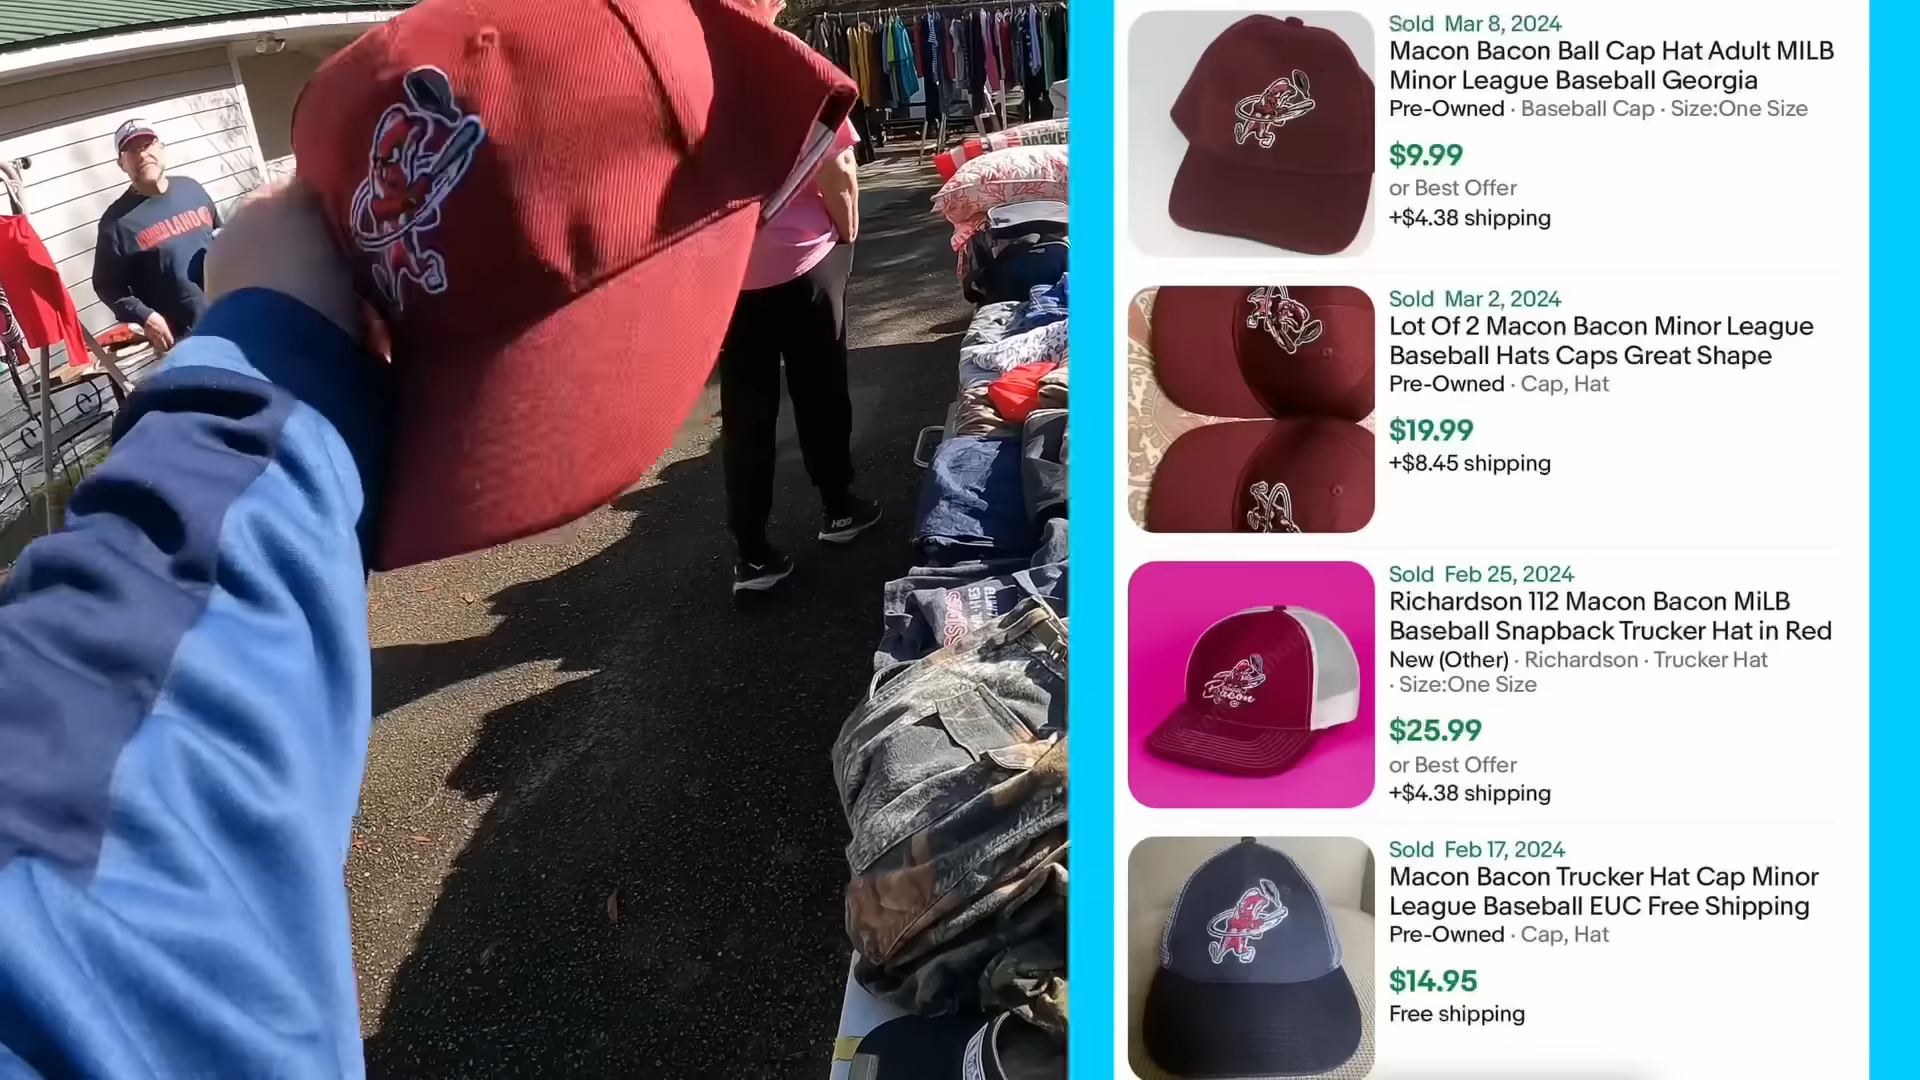 HOKA
Sold Mar 8, 2024
Macon Bacon Ball Cap Hat Adult MILB
Minor League Baseball Georgia
Pre-Owned · Baseball Cap · Size:One Size
$9.99
or Best Offer
+$4.38 shipping
Sold Mar 2, 2024
Lot Of 2 Macon Bacon Minor League
Baseball Hats Caps Great Shape
Pre-Owned · Cap, Hat
$19.99
+$8.45 shipping
Sold Feb 25, 2024
Richardson 112 Macon Bacon MiLB
Baseball Snapback Trucker Hat in Red
New (Other) · Richardson · Trucker Hat
· Size:One Size
$25.99
or Best Offer
+$4.38 shipping
Bacon
Sold Feb 17, 2024
Macon Bacon Trucker Hat Cap Minor
League Baseball EUC Free Shipping
Pre-Owned · Cap, Hat
$14.95
Free shipping